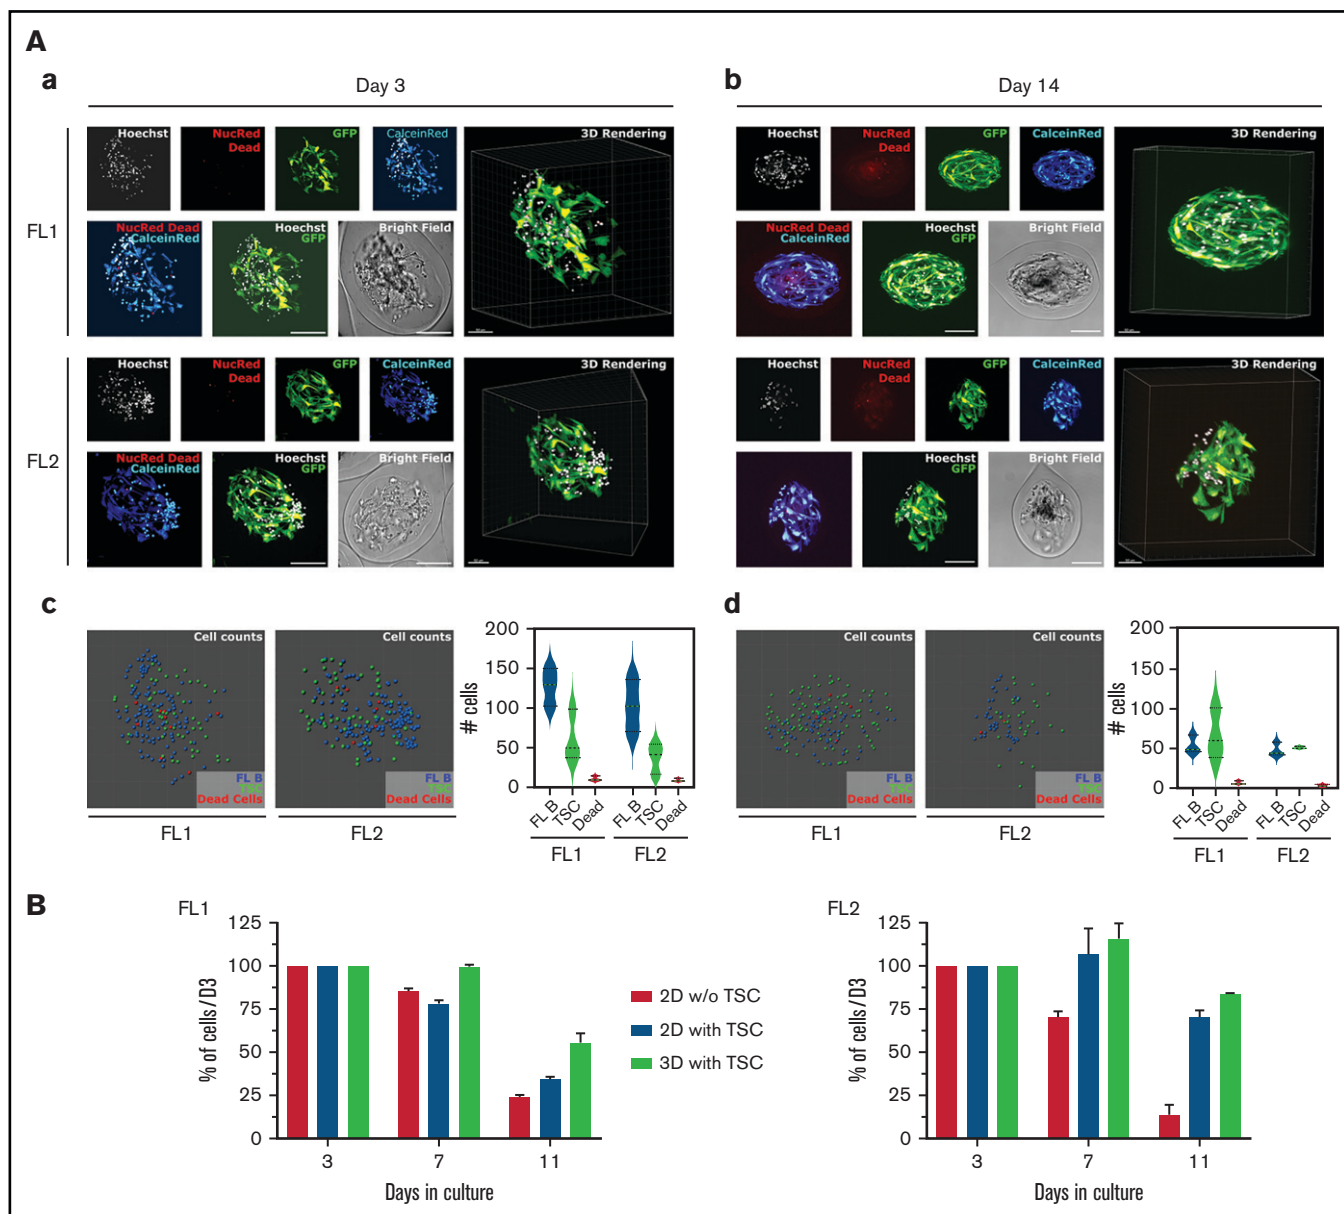 A
a
Day 3
b
Day 14
FL1
Hoechst
NucRed
Dead
GFP
CalceinRed
3D Rendering
NucRed Dead
CalceinRed
Hoechst
GFP
Bright Field
Hoechst
NucRed
Dead
GFP
CalceinRed
3D Rendering
NucRed Dead
CalceinRed
Hoechst
GFP
Bright Field
FL2
Hoechst
NucRed
Dead
GFP
CalceinRed
3D Rendering
NucRed Dead
CalceinRed
Hoechst
GFP
Bright Field
Hoechst
NucRed
Dead
GFP
CalceinRed
3D Rendering
Hoechst
GFP
Bright Field
c
Cell counts
FL B
TSC
Dead Cells
FL1
Cell counts
FL B
TSC
Dead Cells
FL2
# cells
200
150
100
50
0
FL B
TSC
Dead
FL B
TSC
Dead
FL1
FL2
d
Cell counts
FL B
TSC
Dead Cells
FL1
Cell counts
FL B
TSC
Dead Cells
FL2
# cells
200
150
100
50
0
FL B
TSC
Dead
FL B
TSC
Dead
FL1
FL2
B
FL1
% of cells/D3
125
100
75
50
25
0
3
7
11
Days in culture
2D w/o TSC
2D with TSC
3D with TSC
FL2
% of cells/D3
125
100
75
50
25
0
3
7
11
Days in culture